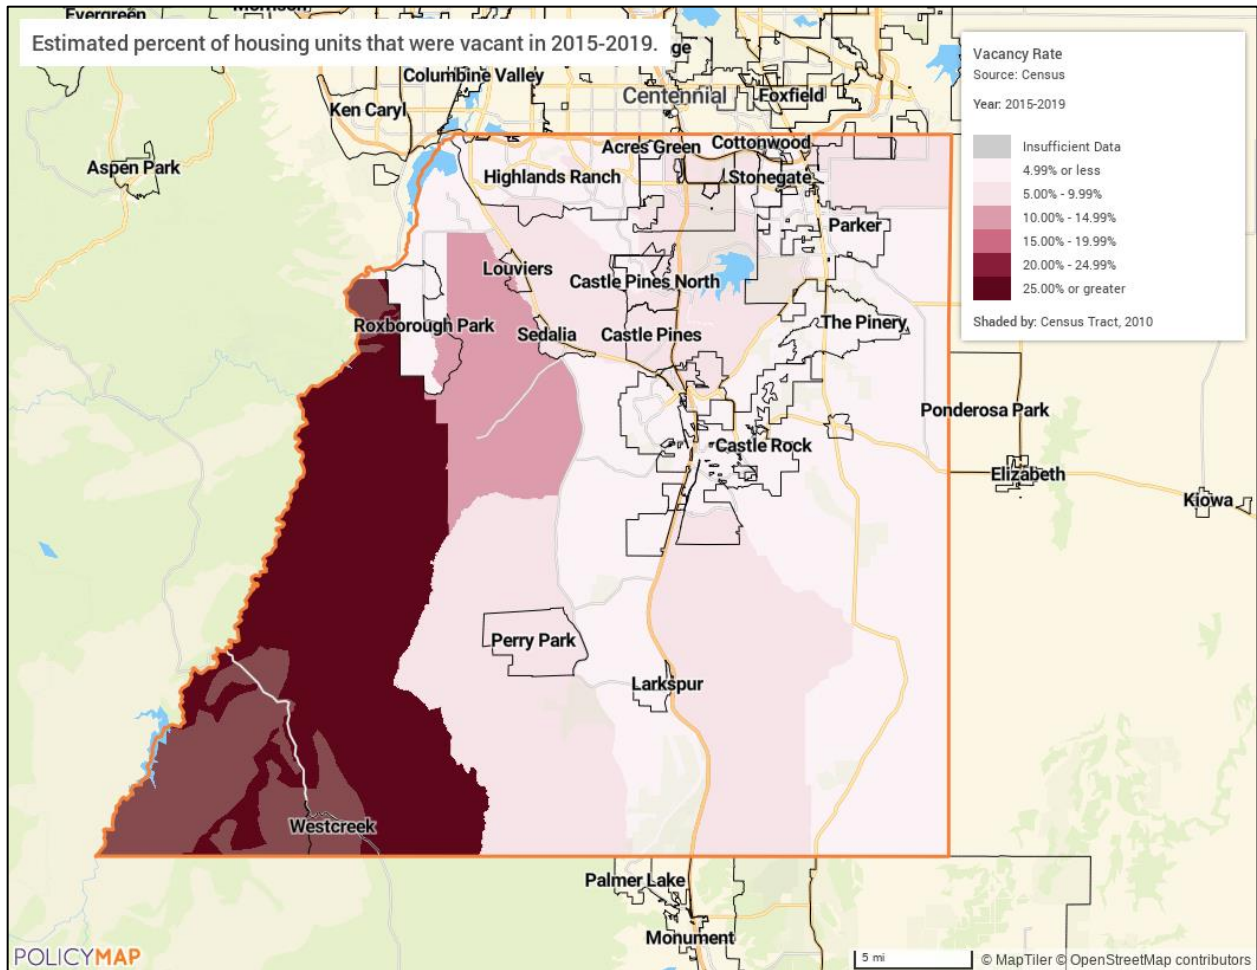 Evergreen
Morrison
Estimated percent of housing units that were vacant in 2015-2019.
Columbine Valley
Ken Caryl
Centennial
Foxfield
Aspen Park
Acres Green
Cottonwood
Highlands Ranch
Stonegate
Parker
Louviers
Castle Pines North
Roxborough Park
Sedalia
Castle Pines
The Pinery
Ponderosa Park
Castle Rock
Elizabeth
Kiowa
Perry Park
Larkspur
Westcreek
Palmer Lake
Monument
Vacancy Rate
Source: Census
Year: 2015-2019
Insufficient Data
4.99% or less
5.00% - 9.99%
10.00% - 14.99%
15.00% - 19.99%
20.00% - 24.99%
25.00% or greater
Shaded by: Census Tract, 2010
POLICYMAP
5 mi
© MapTiler © OpenStreetMap contributors